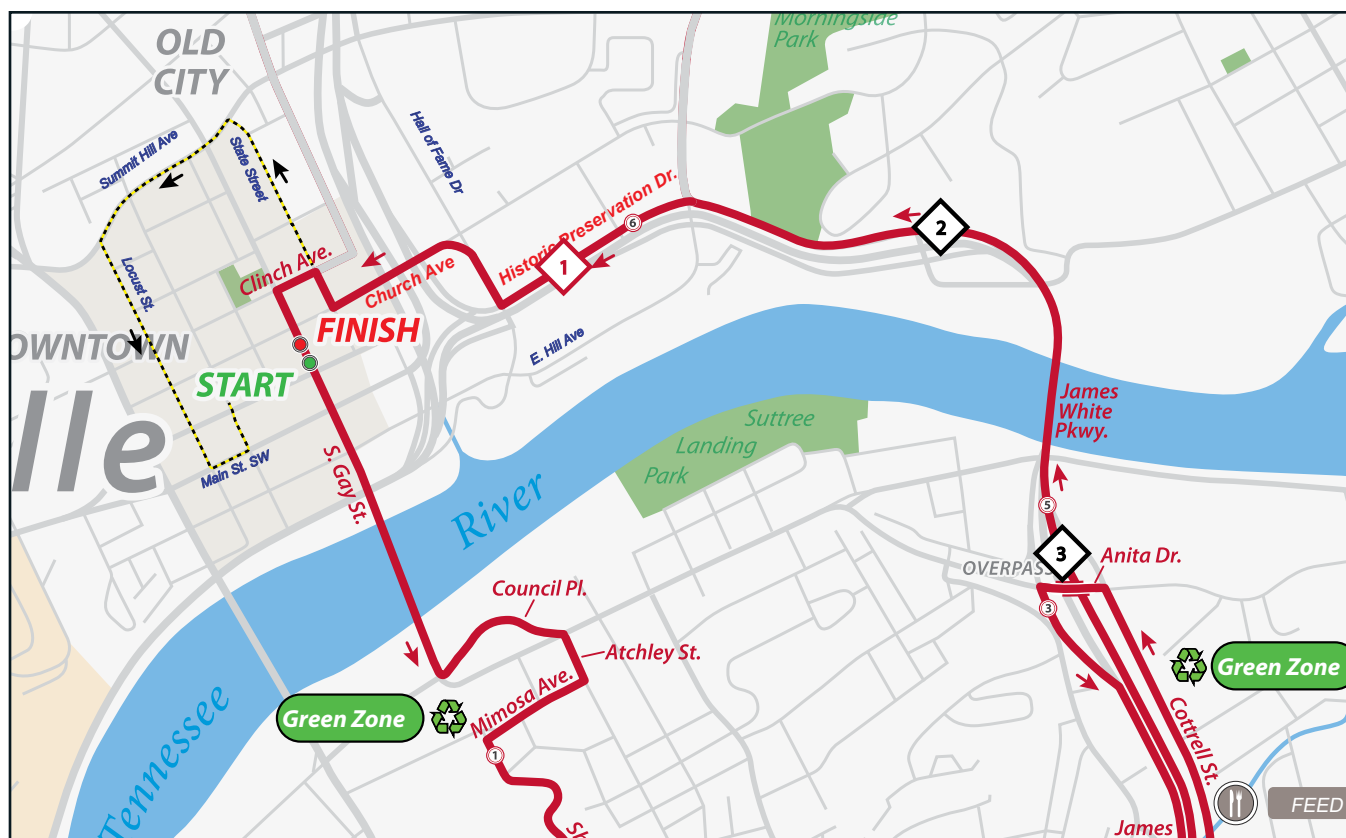 OLD
CITY
Morningside
Park
Summit Hill Ave
State Street
Hall of Fame Dr
Historic Preservation Dr.
6
1
2
Clinch Ave.
Church Ave
Locust St.
FINISH
START
OWNTOWN
lle
E. Hill Ave
Main St. SW
S. Gay St.
James
White
Pkwy.
Suttree
Landing
Park
River
5
3
OVERPASS
Anita Dr.
3
Council Pl.
Atchley St.
Mimosa Ave.
Green Zone
Green Zone
Cottrell St.
1
Tennessee
Sh
James
FEED